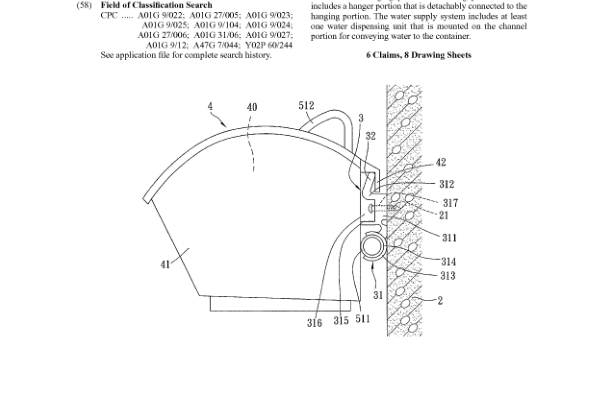 (58) Field of Classification Search
CPC ..... A01G 9/022; A01G 27/005; A01G 9/023;
A01G 9/025; A01G 9/104; A01G 9/024;
A01G 27/006; A01G 31/06; A01G 9/027;
A01G 9/12; A47G 7/044; Y02P 60/244
See application file for complete search history.
includes a hanger portion that is detachably connected to the
hanging portion. The water supply system includes at least
one water dispensing unit that is mounted on the channel
portion for conveying water to the container.
6 Claims, 8 Drawing Sheets
4
40
512
3
32
42
312
317
21
311
314
313
41
31
2
316
315
511